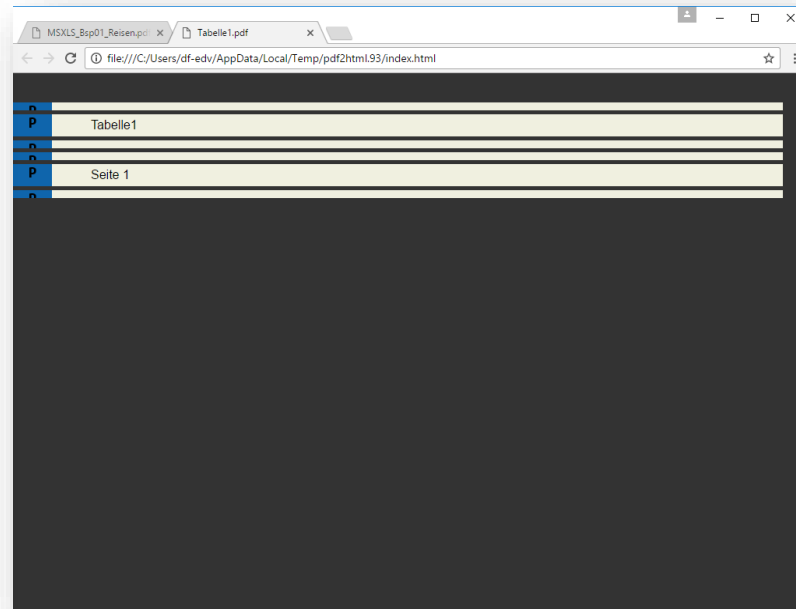 MSXLS_Bsp01_Reisen.pd
Tabelle1.pdf
file:///C:/Users/df-edv/AppData/Local/Temp/pdf2html.93/index.html
P
P Tabelle1
P
P
P Seite 1
P